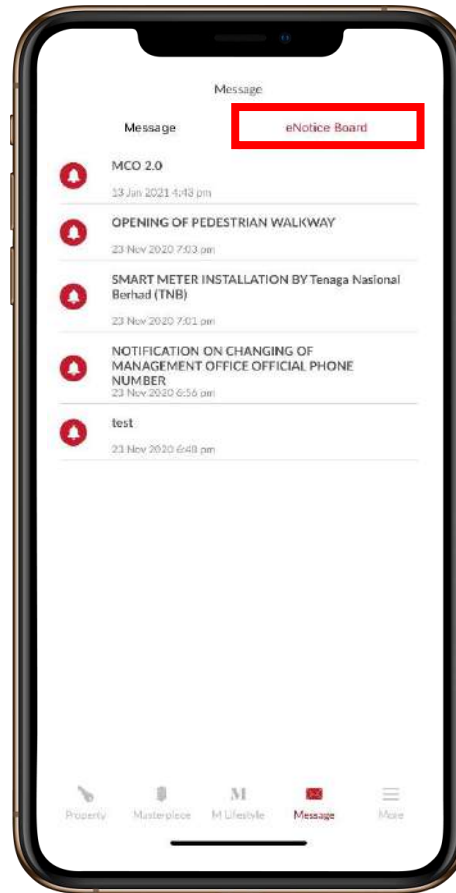 Message
Message eNotice Board
MCO 2.0
13 Jan 2021 4:43 pm
OPENING OF PEDESTRIAN WALKWAY
23 Nov 2020 7:03 pm
SMART METER INSTALLATION BY Tenaga Nasional
Berhad (TNB)
23 Nov 2020 7:01 pm
NOTIFICATION ON CHANGING OF
MANAGEMENT OFFICE OFFICIAL PHONE
NUMBER
23 Nov 2020 6:56 pm
test
23 Nov 2020 6:48 pm
M
Property Masterpiece M Lifestyle Message More